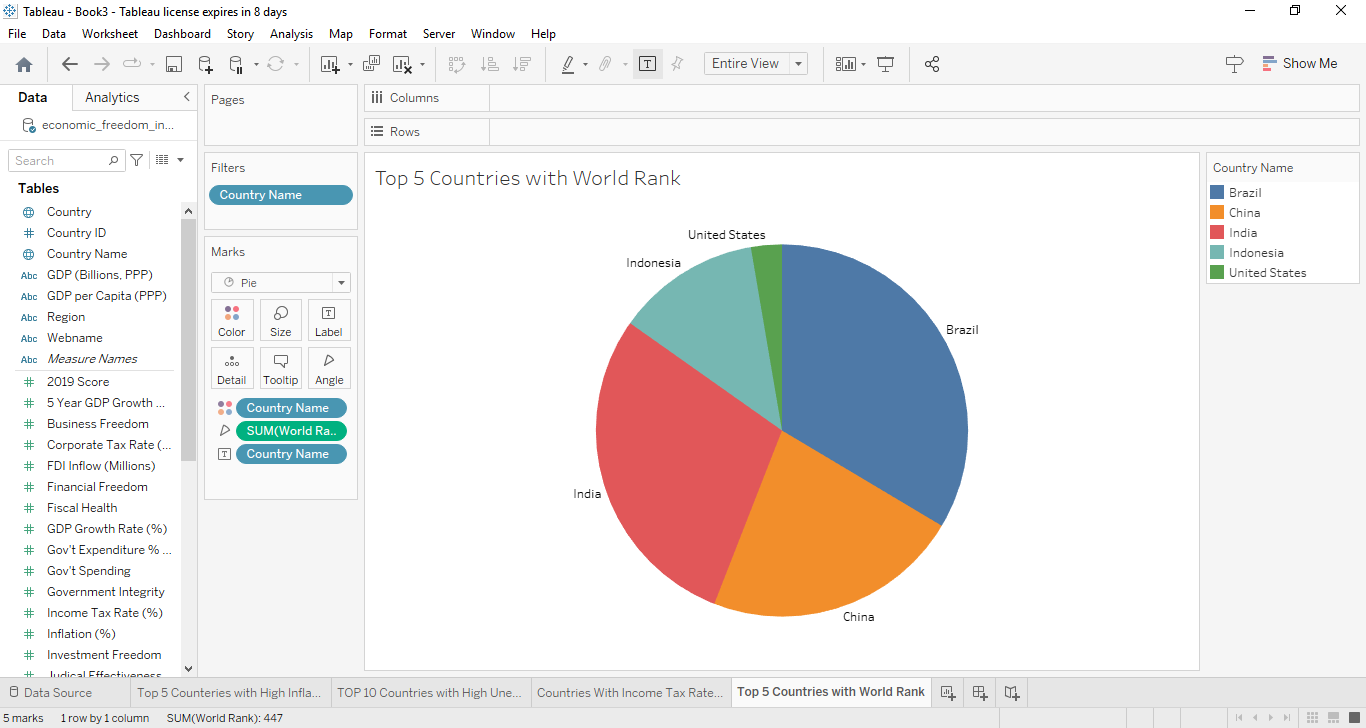 Tableau - Book3 - Tableau license expires in 8 days
File Data Worksheet Dashboard Story Analysis Map Format Server Window Help
Entire View
Show Me
Data Analytics
economic_freedom_in...
Search
Tables
Country
Country ID
Country Name
Abc GDP (Billions, PPP)
Abc GDP per Capita (PPP)
Abc Region
Abc Webname
Abc Measure Names
2019 Score
5 Year GDP Growth ...
Business Freedom
Corporate Tax Rate (...
FDI Inflow (Millions)
Financial Freedom
Fiscal Health
GDP Growth Rate (%)
Gov't Expenditure % ...
Gov't Spending
Government Integrity
Income Tax Rate (%)
Inflation (%)
Investment Freedom
Judical Effectiveness
Pages
Filters
Country Name
Marks
Pie
Color Size Label
Detail Tooltip Angle
Country Name
SUM(World Ra..
Country Name
Columns
Rows
Top 5 Countries with World Rank
United States
Indonesia
Brazil
India
China
Country Name
Brazil
China
India
Indonesia
United States
Data Source Top 5 Counteries with High Infla... TOP 10 Countries with High Une... Countries With Income Tax Rate... Top 5 Countries with World Rank
5 marks 1 row by 1 column SUM(World Rank): 447